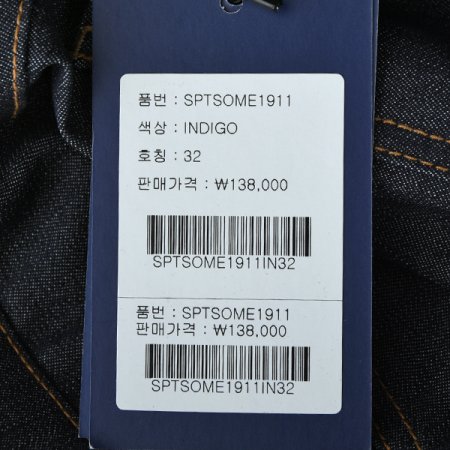 품번 : SPTSOME1911
색상 : INDIGO
호칭 : 32
판매가격 : ₩138,000
SPTSOME1911IN32
품번 : SPTSOME1911
판매가격 : ₩138,000
SPTSOME1911IN32